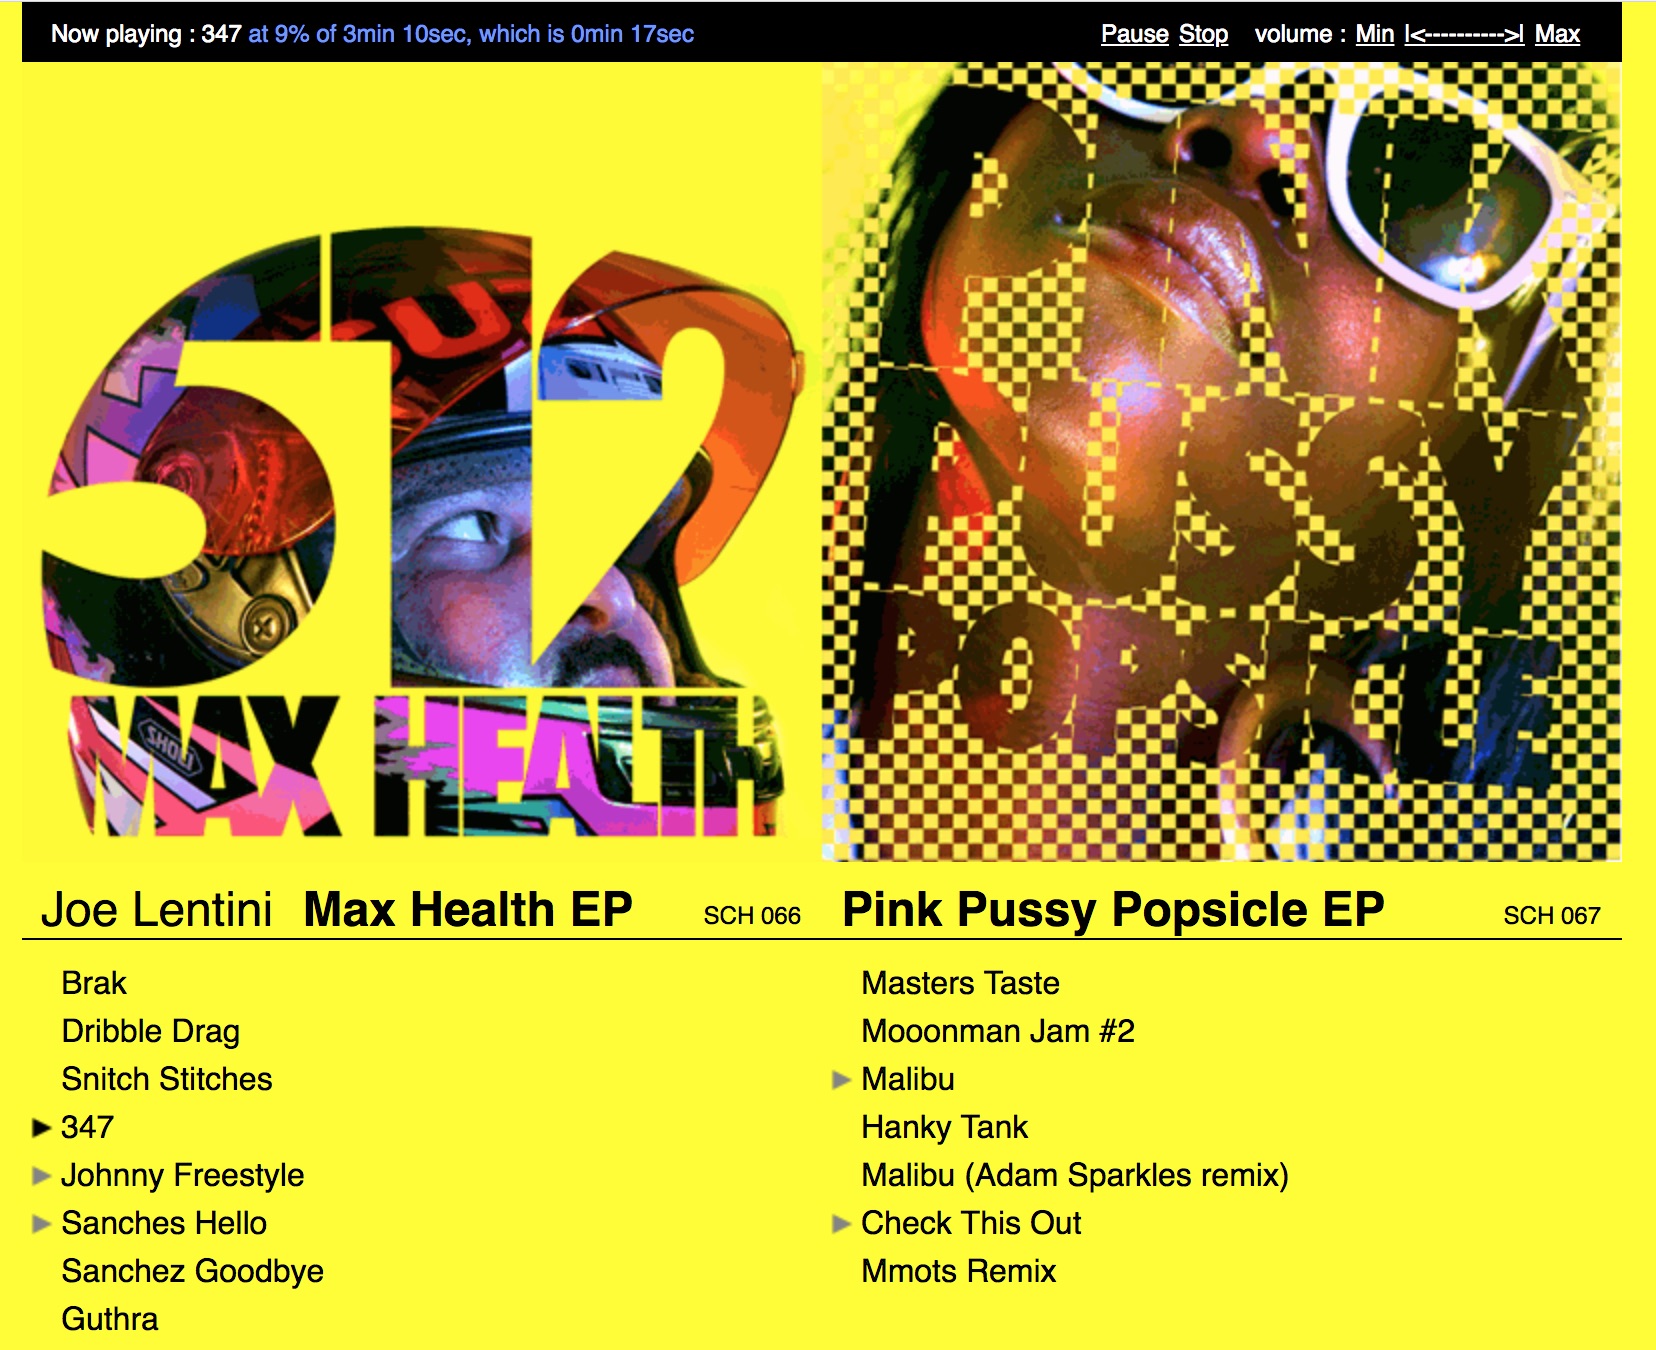 Now playing : 347 at 9% of 3min 10sec, which is 0min 17sec
Pause Stop volume : Min |<---------->| Max
512
MAX HEALTH
SHOEI
PINK
PUSSY
POPSICLE
Joe Lentini Max Health EP SCH 066
Brak
Dribble Drag
Snitch Stitches
347
Johnny Freestyle
Sanches Hello
Sanchez Goodbye
Guthra
Pink Pussy Popsicle EP SCH 067
Masters Taste
Mooonman Jam #2
Malibu
Hanky Tank
Malibu (Adam Sparkles remix)
Check This Out
Mmots Remix